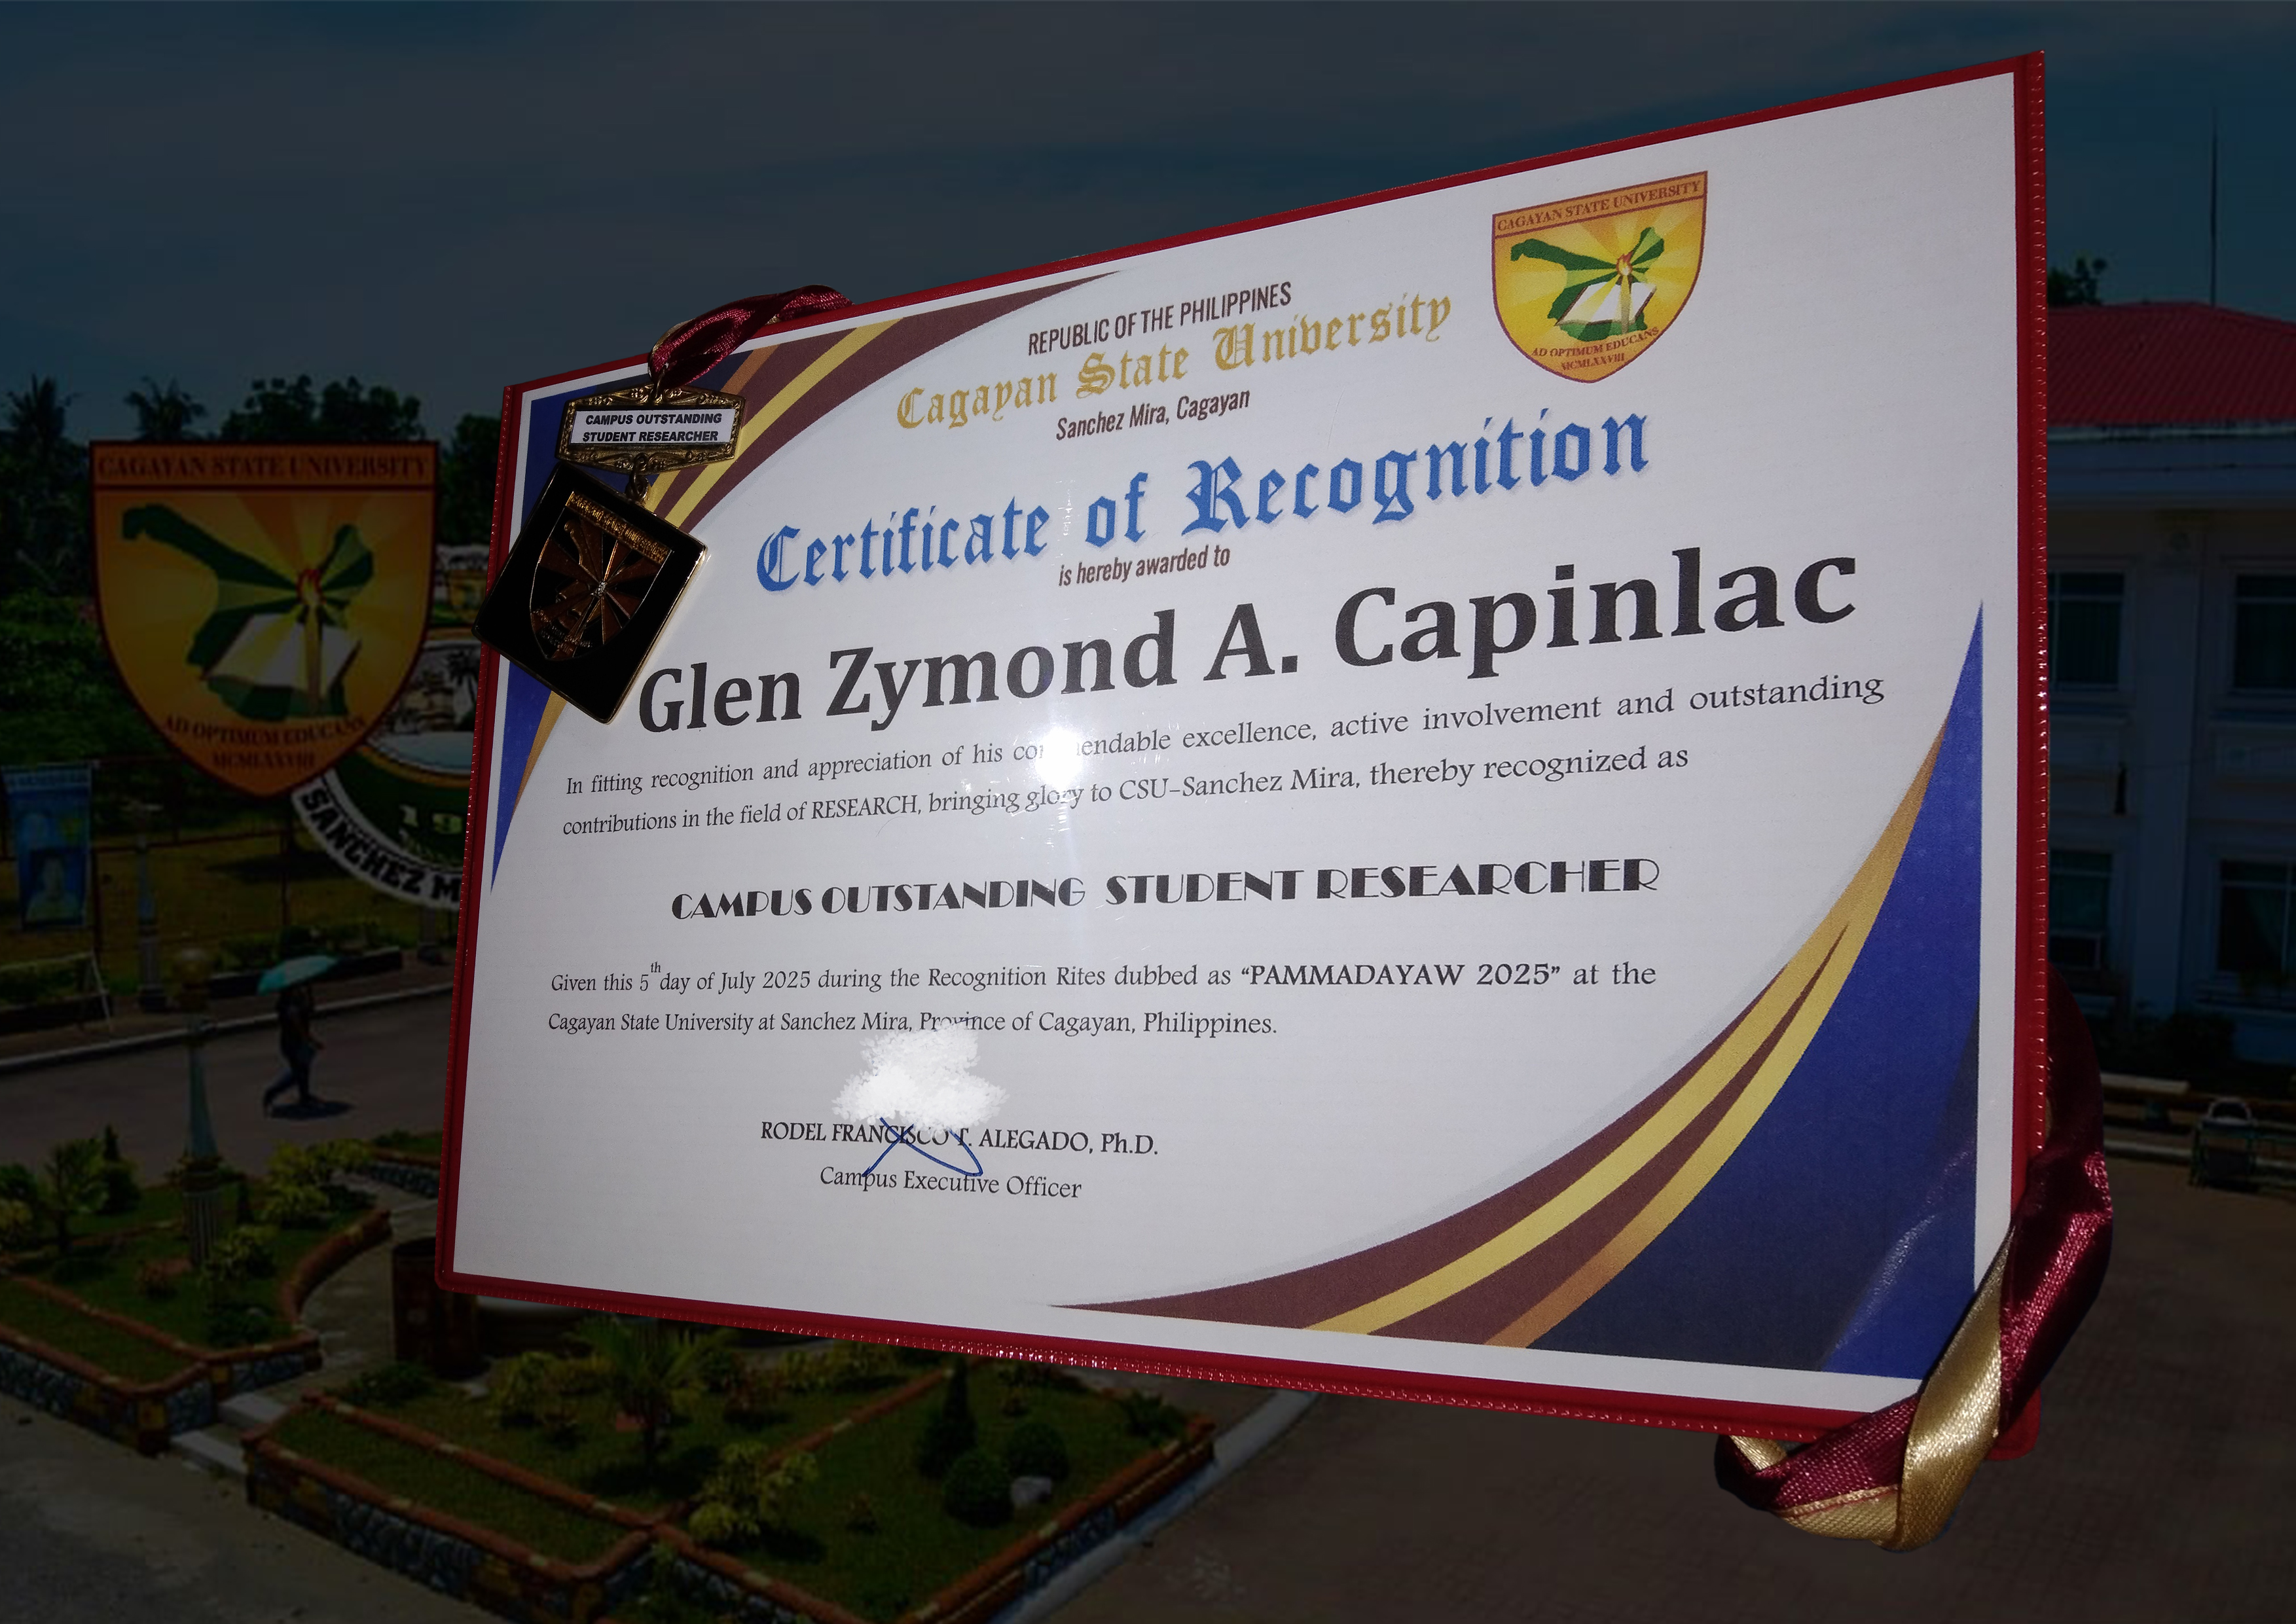 REPUBLIC OF THE PHILIPPINES
Cagayan State University
Sanchez Mira, Cagayan
CAGAYAN STATE UNIVERSITY
AD OPTIMUM EDUCANS
MCMLXXVIII
CAMPUS OUTSTANDING
STUDENT RESEARCHER
Certificate of Recognition
is hereby awarded to
Glen Zymond A. Capinlac
In fitting recognition and appreciation of his excellence, active involvement and outstanding
contributions in the field of RESEARCH, bringing glory to CSU-Sanchez Mira, thereby recognized as
CAMPUS OUTSTANDING STUDENT RESEARCHER
Given this 5th day of July 2025 during the Recognition Rites dubbed as “PAMMADAYAW 2025” at the
Cagayan State University at Sanchez Mira, Province of Cagayan, Philippines.
RODEL FRANCISCO T. ALEGADO, Ph.D.
Campus Executive Officer
CAGAYAN STATE UNIVERSITY
AD OPTIMUM EDUCANS
MCMLXXVIII
SANCHEZ